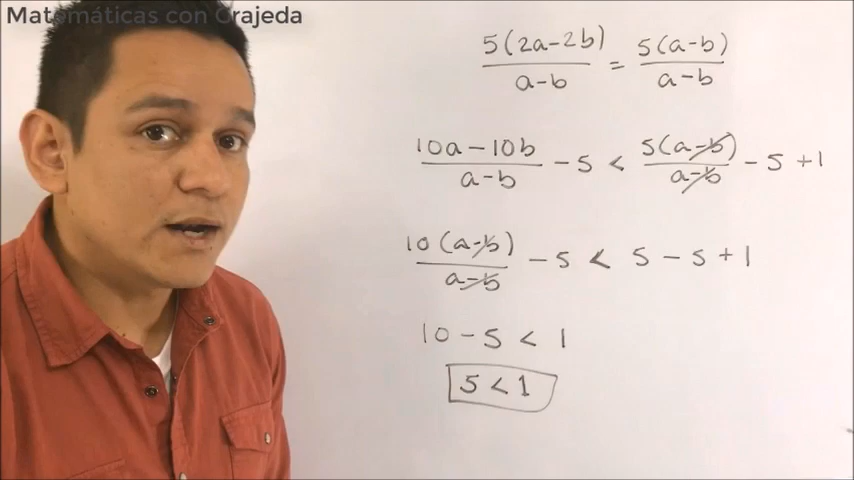 Matemáticas con Grajeda
5(2a-2b)/a-b = 5(a-b)/a-b
10a-10b/a-b -5 < 5(a-b)/a-b -5 +1
10(a-b)/a-b -5 < 5-5+1
10-5 < 1
5<1